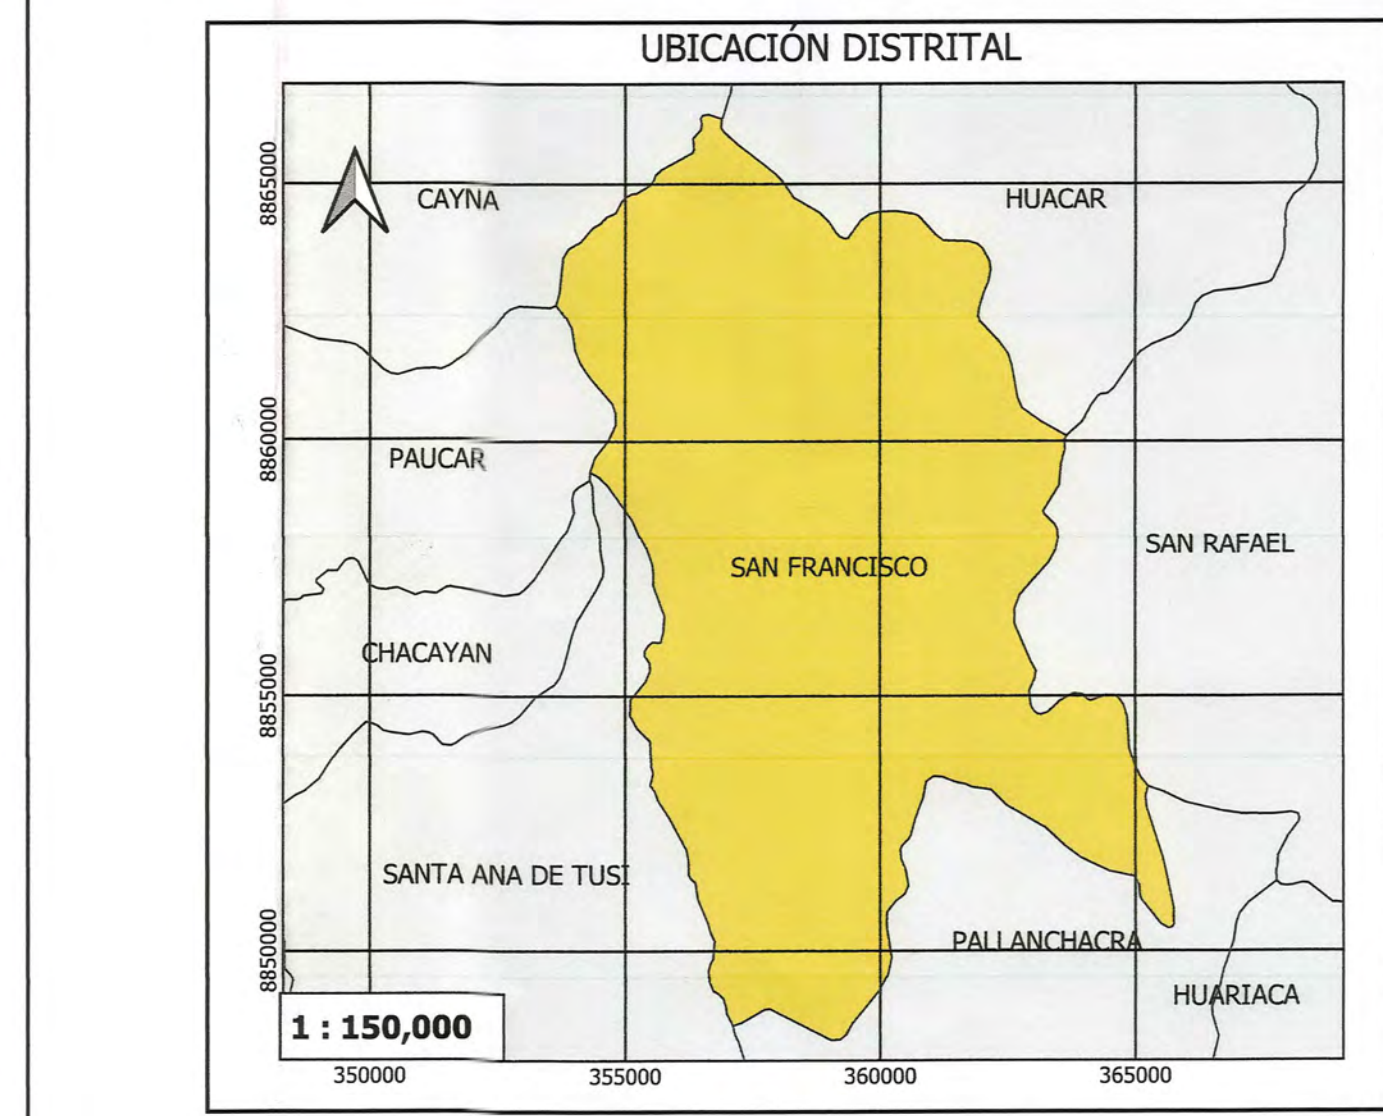 UBICACIÓN DISTRITAL
8865000
CAYNA
HUACAR
8860000
PAUCAR
SAN RAFAEL
SAN FRANCISCO
CHACAYAN
8855000
SANTA ANA DE TUSI
PALLANCHACRA
8850000
HUARIACA
1 : 150,000
350000
355000
360000
365000